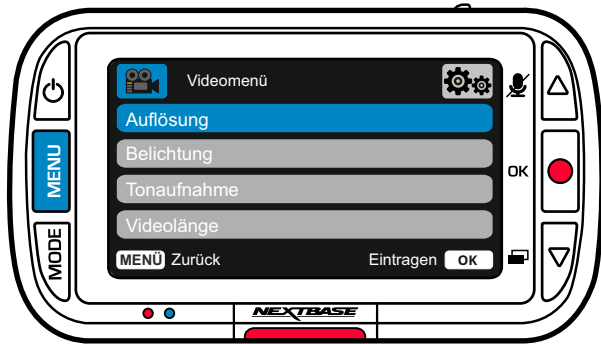 Videomenü
Auflösung
MENU
Belichtung
OK
Tonaufnahme
Videolänge
MODE
MENÜ Zurück Eintragen OK
NEXTBASE